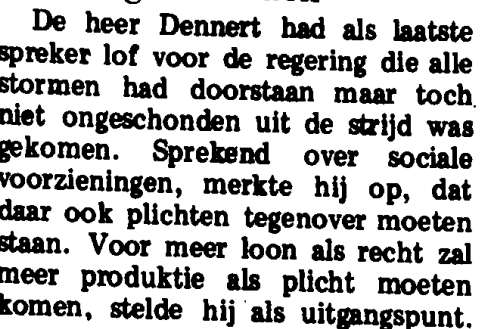 De heer Dennert had als laatste
spreker lof voor de regering die alle
stormen had doorstaan maar toch
niet ongeschonden uit de strijd was
gekomen. Sprekend over sociale
voorzieningen, merkte hij op, dat
daar ook plichten tegenover moeten
staan. Voor meer loon als recht zal
meer produktie als plicht moeten
komen, stelde hij als uitgangspunt.